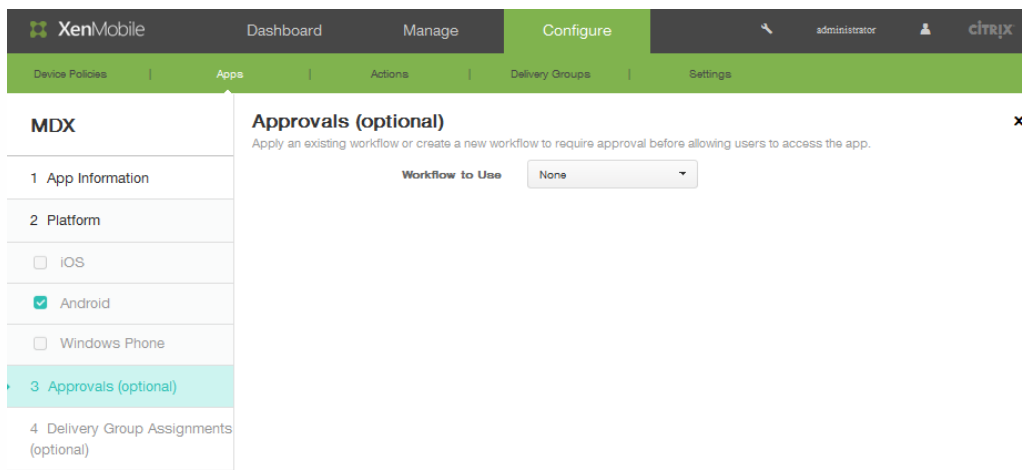 XenMobile
Dashboard
Manage
Configure
administrator
CİTRIX
Device Policies | Apps | Actions | Delivery Groups | Settings
MDX
1 App Information
2 Platform
iOS
Android
Windows Phone
3 Approvals (optional)
4 Delivery Group Assignments
(optional)
Approvals (optional)
Apply an existing workflow or create a new workflow to require approval before allowing users to access the app.
Workflow to Use
None